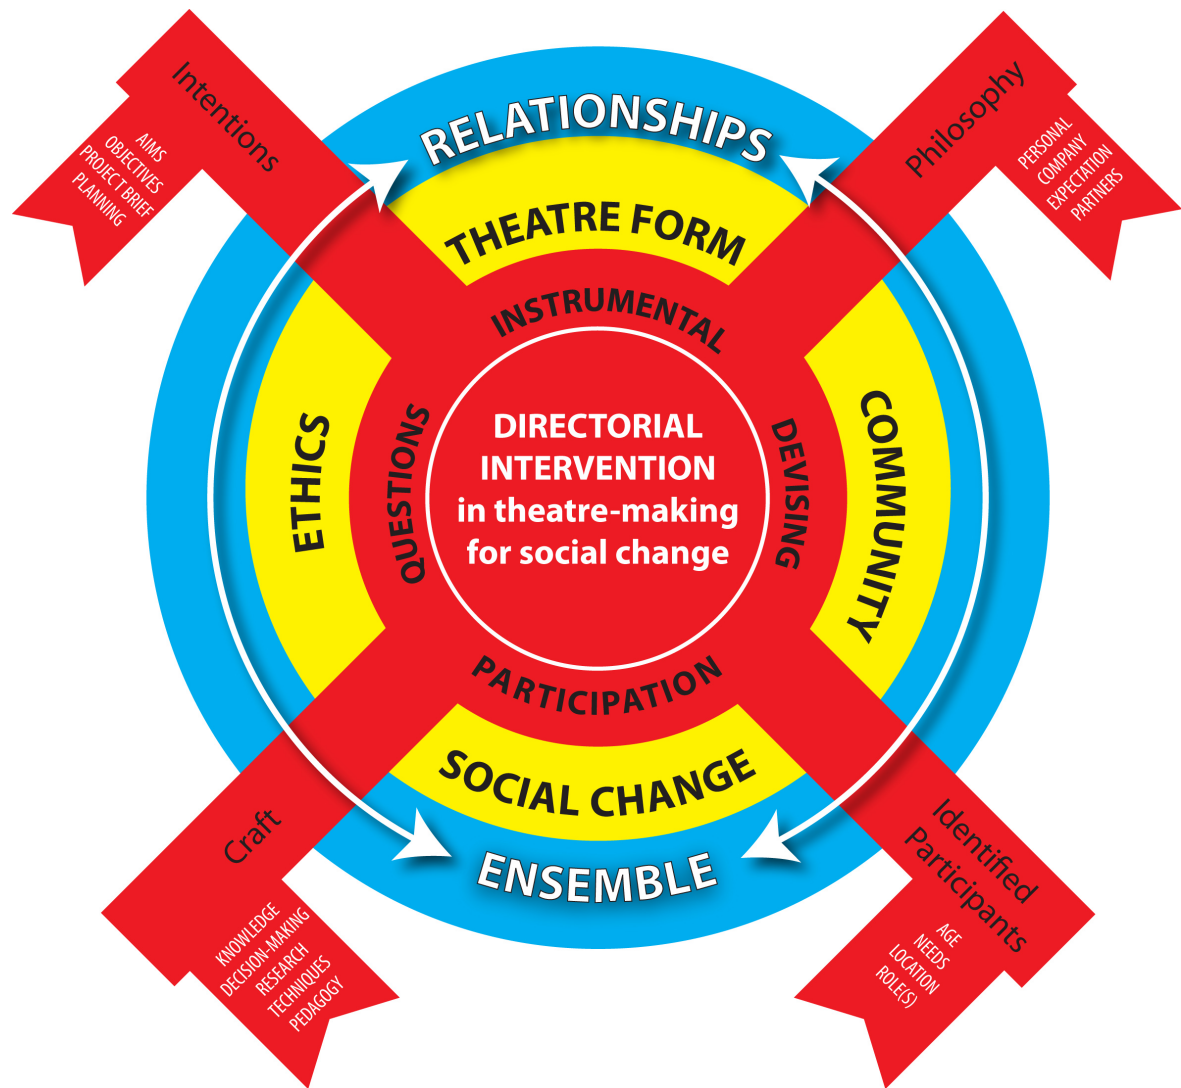 Intentions
AIMS
OBJECTIVES
PROJECT BRIEF
PLANNING
Philosophy
PERSONAL
COMPANY
EXPECTATION
PARTNERS
RELATIONSHIPS
THEATRE FORM
INSTRUMENTAL
ETHICS
QUESTIONS
DIRECTORIAL
INTERVENTION
in theatre-making
for social change
DEVISING
COMMUNITY
PARTICIPATION
SOCIAL CHANGE
ENSEMBLE
Craft
KNOWLEDGE
DECISION-MAKING
RESEARCH
TECHNIQUES
PEDAGOGY
Identified
Participants
AGE
NEEDS
LOCATION
ROLE(S)